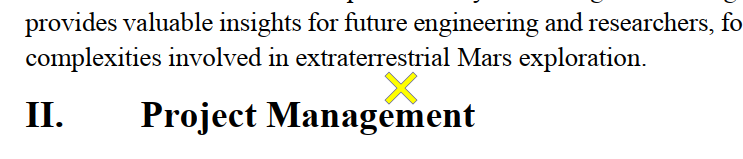 provides valuable insights for future engineering and researchers, fo
complexities involved in extraterrestrial Mars exploration.
II. Project Management